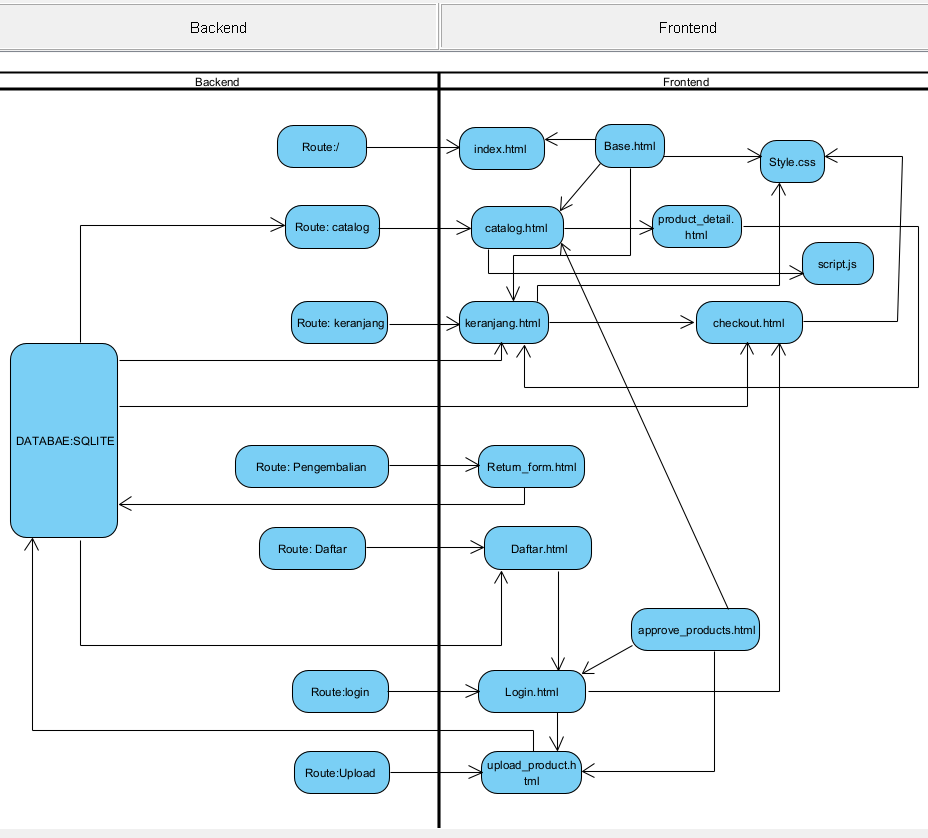 Backend
Frontend
Backend
Frontend
Route:/
index.html
Base.html
Style.css
Route: catalog
catalog.html
product_detail.
html
script.js
Route: keranjang
keranjang.html
checkout.html
DATABAE:SQLITE
Route: Pengembalian
Return_form.html
Route: Daftar
Daftar.html
approve_products.html
Route:login
Login.html
Route:Upload
upload_product.h
tml